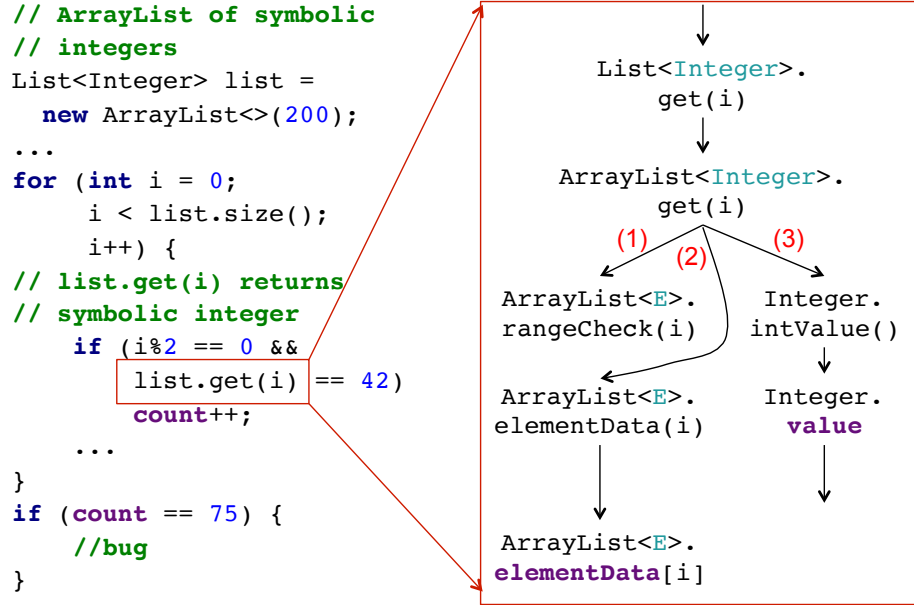 // ArrayList of symbolic
// integers
List<Integer> list =
  new ArrayList<>(200);
...
for (int i = 0;
     i < list.size();
     i++) {
// list.get(i) returns
// symbolic integer
    if (i%2 == 0 &&
        list.get(i) == 42)
        count++;
    ...
}
if (count == 75) {
    //bug
}
List<Integer>.
get(i)
ArrayList<Integer>.
get(i)
(1)
(2)
(3)
ArrayList<E>.
rangeCheck(i)
Integer.
intValue()
ArrayList<E>.
elementData(i)
Integer.
value
ArrayList<E>.
elementData[i]